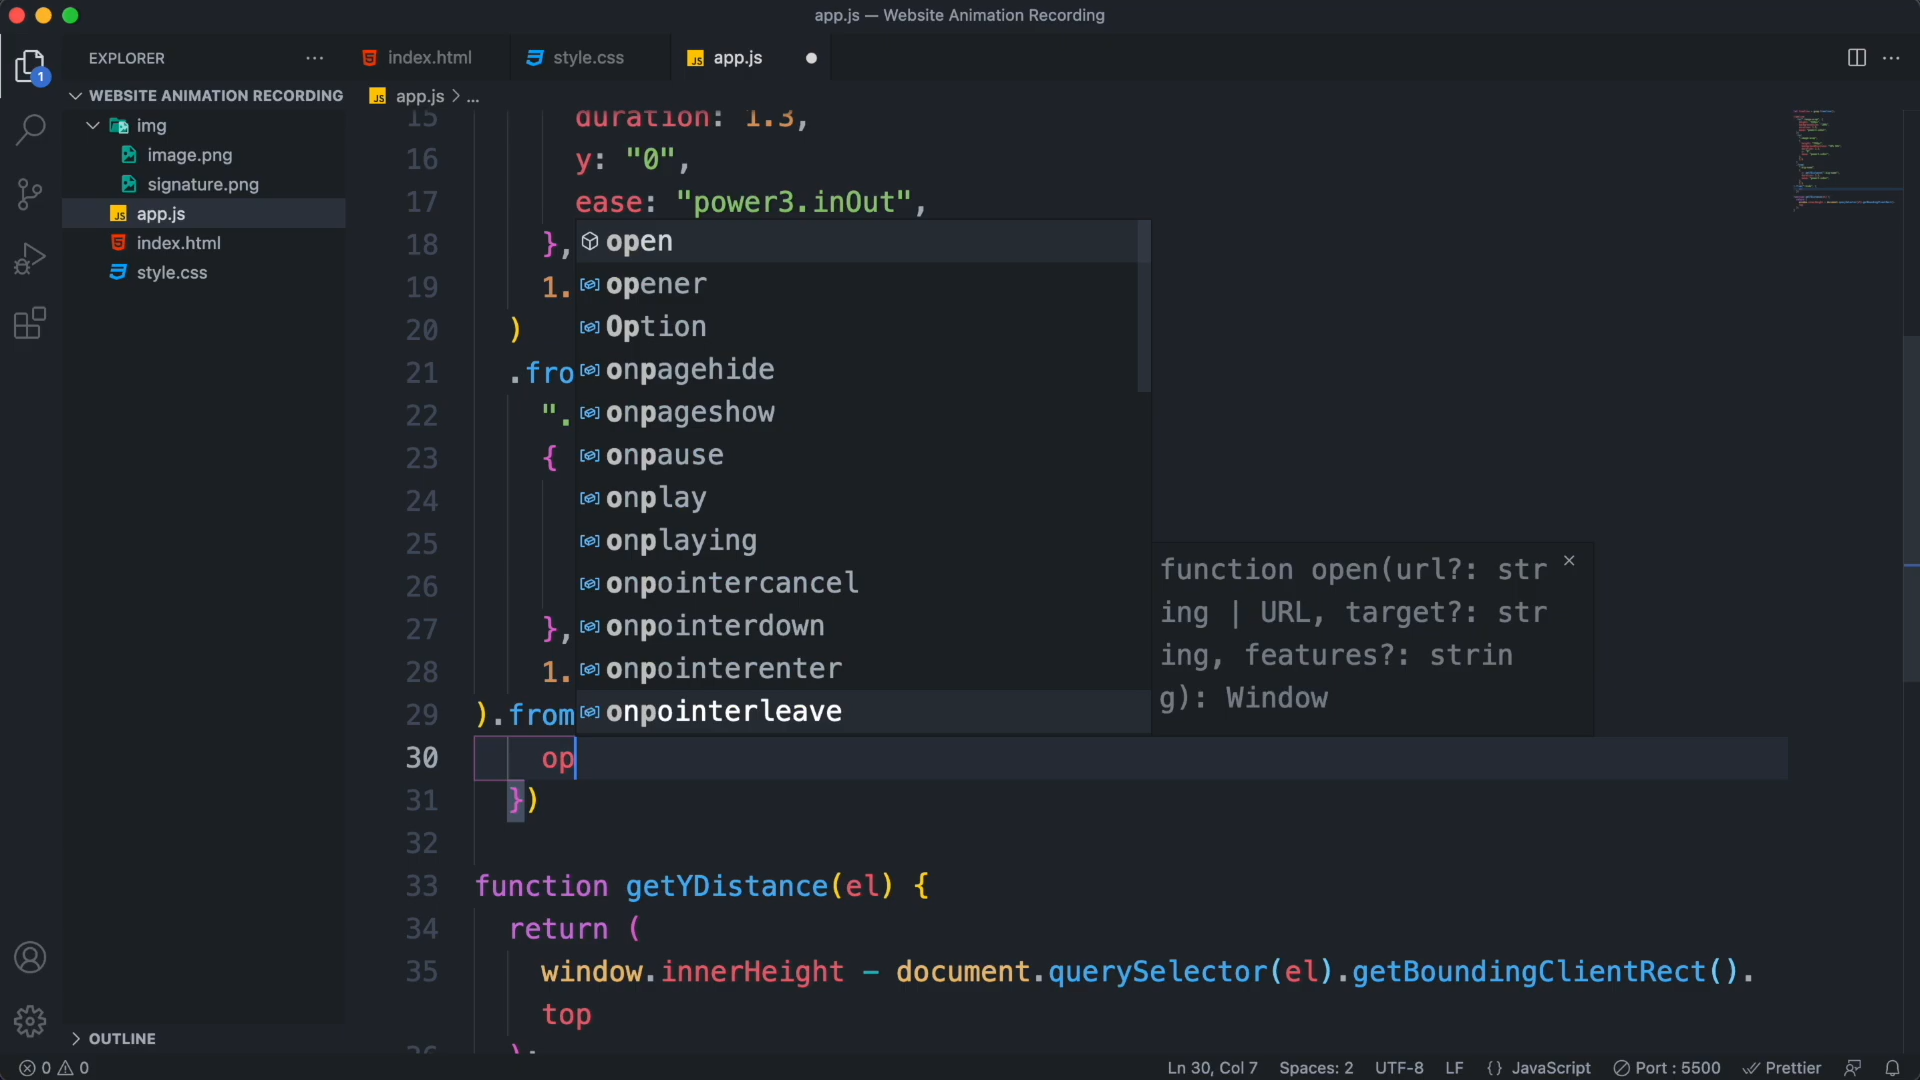 app.js — Website Animation Recording
EXPLORER
index.html
style.css
app.js
1
WEBSITE ANIMATION RECORDING
img
image.png
signature.png
app.js
index.html
style.css
OUTLINE
app.js > ...
15 duration: 1.3,
16 y: "0",
17 ease: "power3.inOut",
18 },
19 1.
20 )
21 .fro
22 ".
23 {
24
25
26
27 },
28 1.
29 ).from
30 op
31 })
32
33 function getYDistance(el) {
34 return (
35 window.innerHeight - document.querySelector(el).getBoundingClientRect().
top
36 );
open
opener
Option
onpagehide
onpageshow
onpause
onplay
onplaying
onpointercancel
onpointerdown
onpointerenter
onpointerleave
function open(url?: str
ing | URL, target?: str
ing, features?: strin
g): Window
0 0
Ln 30, Col 7 Spaces: 2 UTF-8 LF {} JavaScript Port : 5500 Prettier